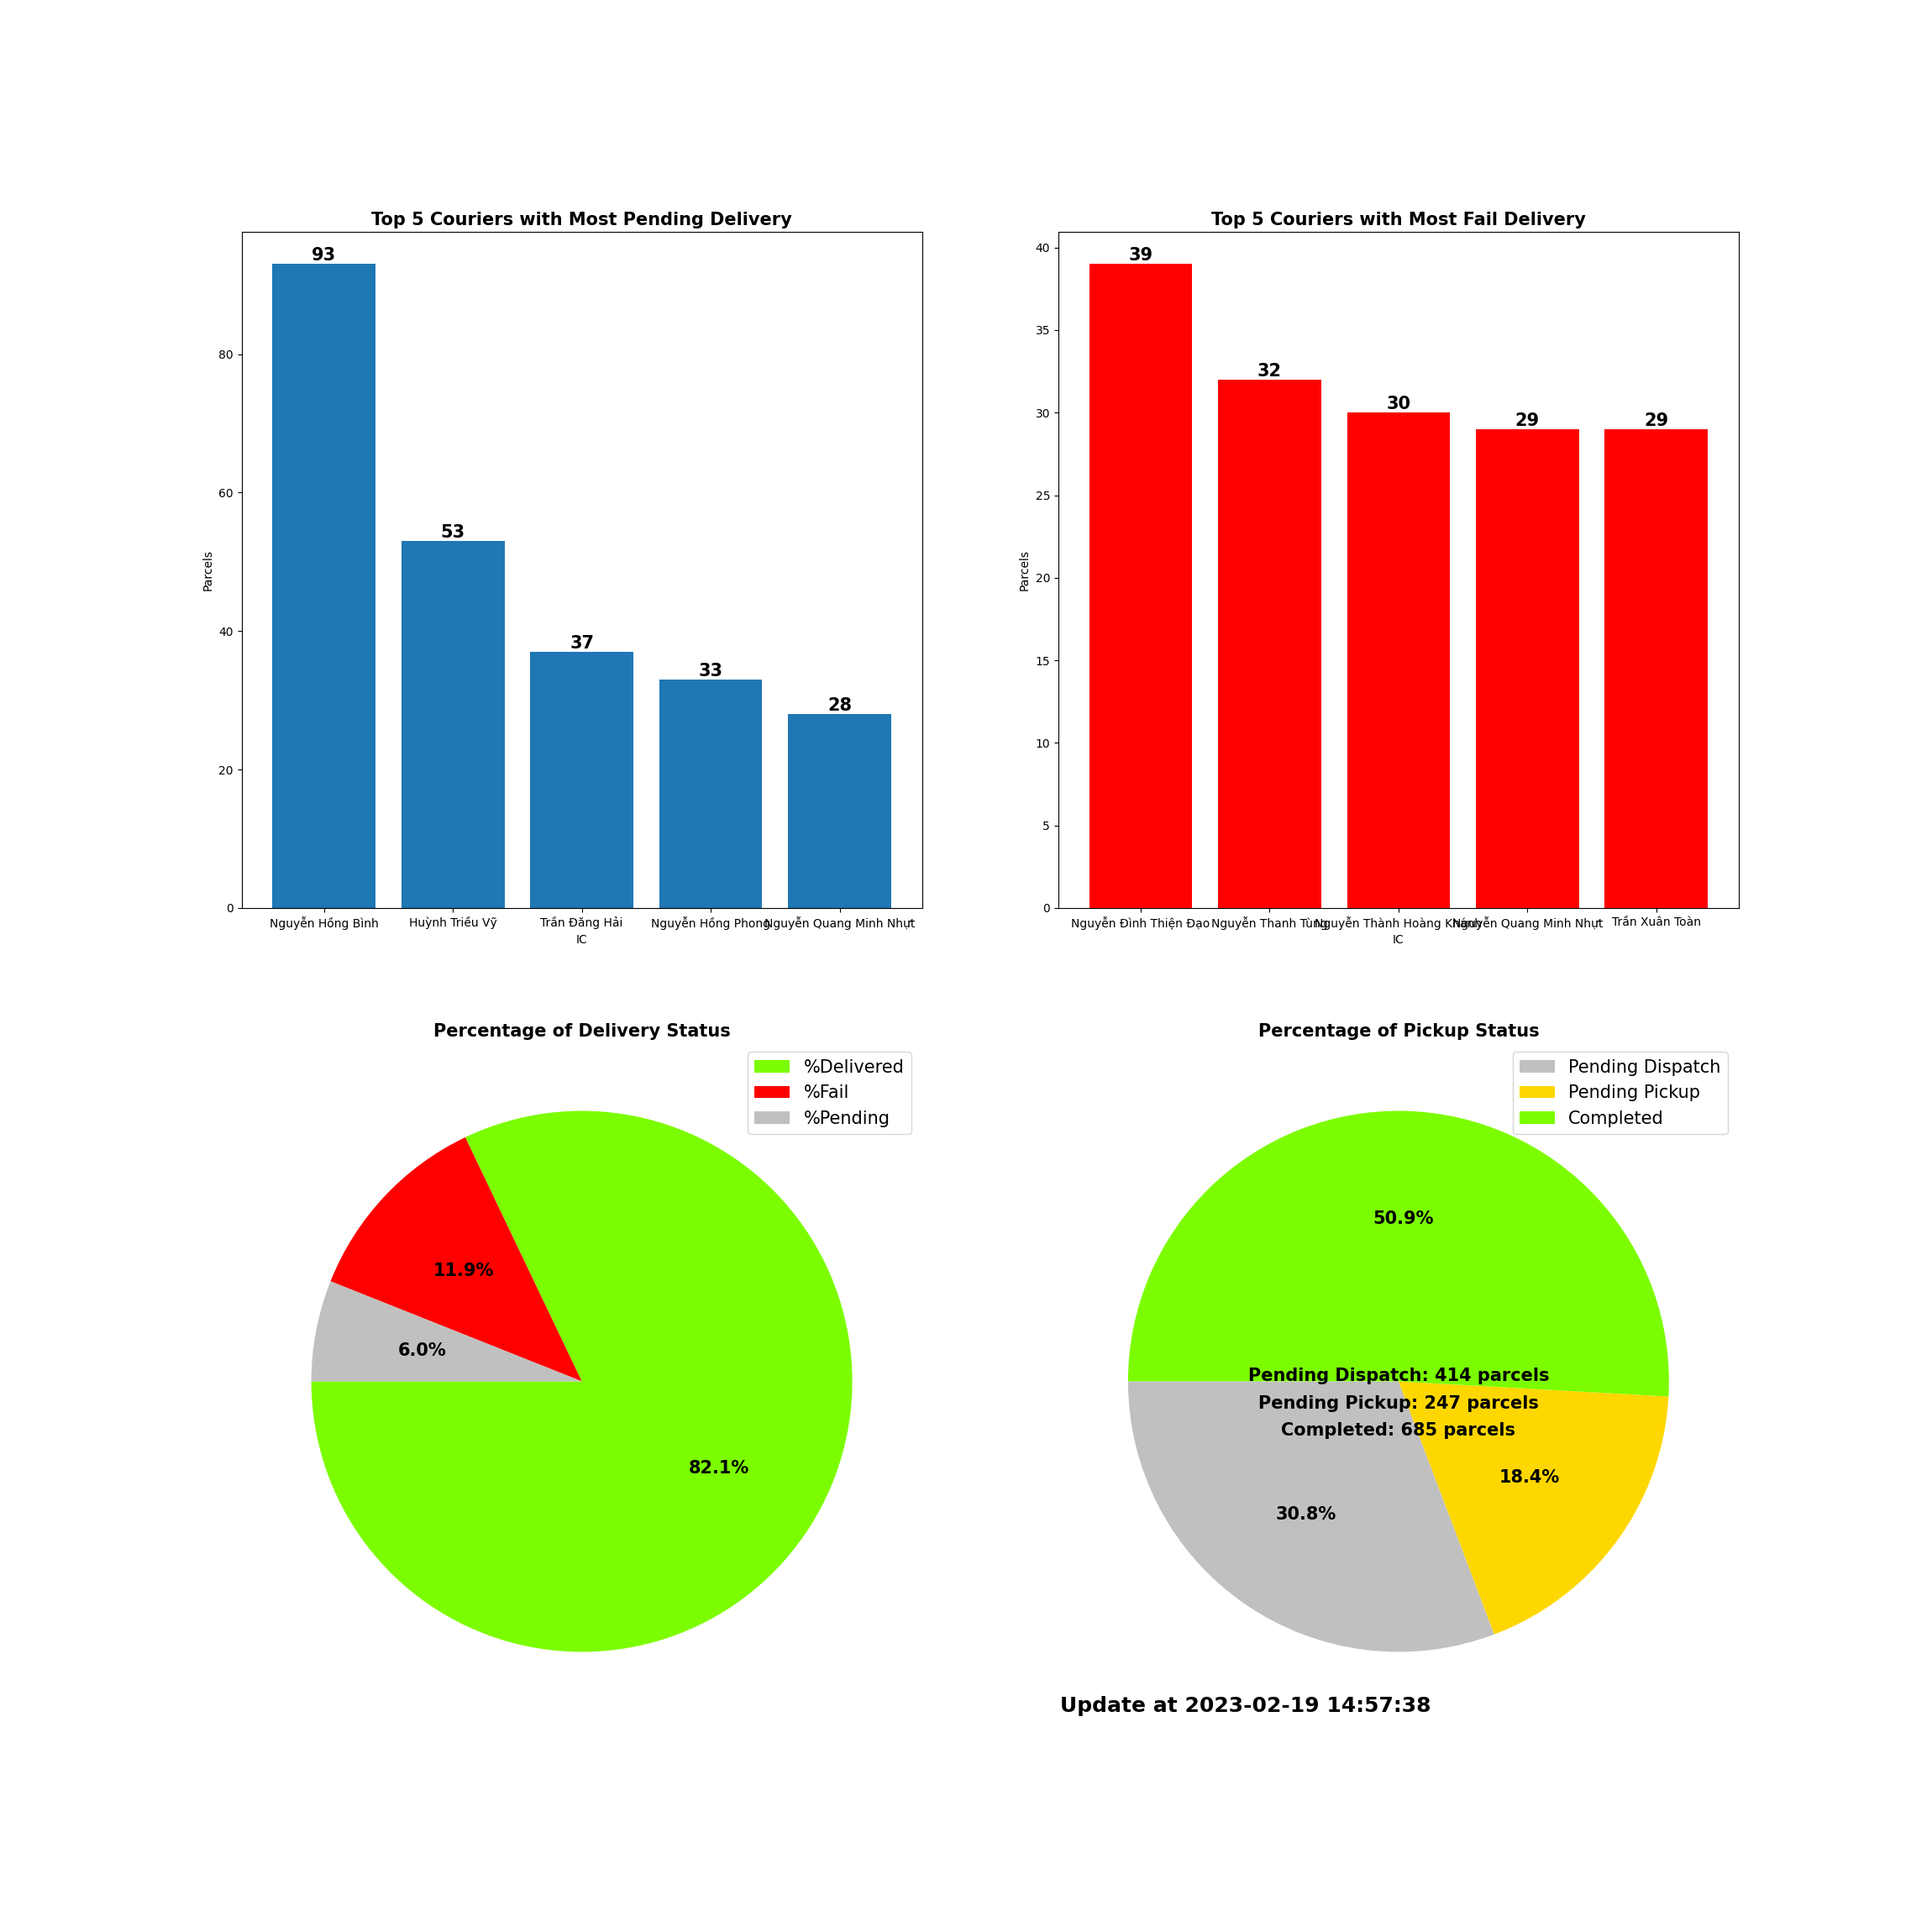 Top 5 Couriers with Most Pending Delivery
93
53
37
33
28
80
60
40
20
0
Parcels
Nguyễn Hồng Bình
Huỳnh Triều Vỹ
Trần Đăng Hải
Nguyễn Hồng Phong
Nguyễn Quang Minh Nhựt
IC
Top 5 Couriers with Most Fail Delivery
39
32
30
29
29
40
35
30
25
20
15
10
5
0
Parcels
Nguyễn Đình Thiện Đạo
Nguyễn Thanh Tùng
Nguyễn Thành Hoàng Khánh
Nguyễn Quang Minh Nhựt
Trần Xuân Toàn
IC
Percentage of Delivery Status
%Delivered
%Fail
%Pending
11.9%
6.0%
82.1%
Percentage of Pickup Status
Pending Dispatch
Pending Pickup
Completed
50.9%
Pending Dispatch: 414 parcels
Pending Pickup: 247 parcels
Completed: 685 parcels
18.4%
30.8%
Update at 2023-02-19 14:57:38